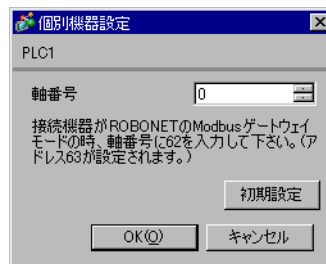 個別機器設定
PLC1
軸番号 0
接続機器がROBONETのModbusゲートウェイ
モードの時、軸番号に62を入力して下さい。(ア
ドレス63が設定されます。)
初期設定
OK(O) キャンセル